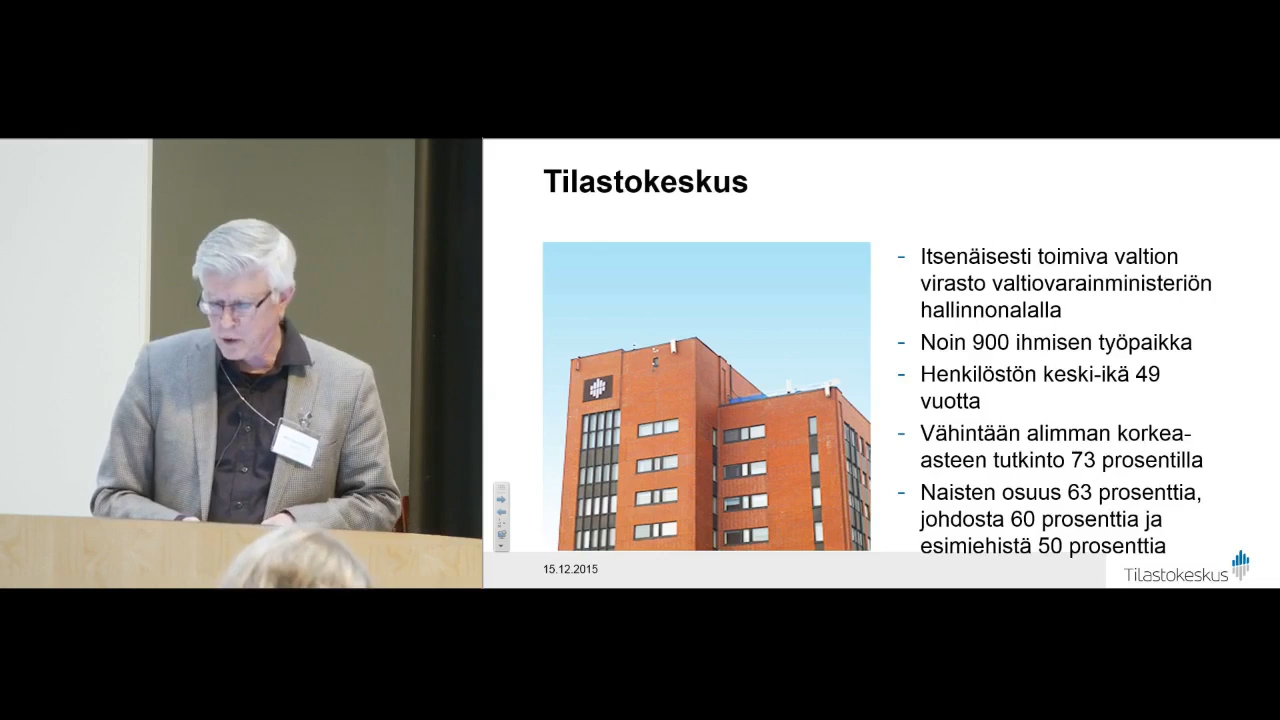 Tilastokeskus
- Itsenäisesti toimiva valtion
virasto valtiovarainministeriön
hallinnonalalla
- Noin 900 ihmisen työpaikka
- Henkilöstön keski-ikä 49
vuotta
- Vähintään alimman korkea-
asteen tutkinto 73 prosentilla
- Naisten osuus 63 prosenttia,
johdosta 60 prosenttia ja
esimiehistä 50 prosenttia
15.12.2015
Tilastokeskus